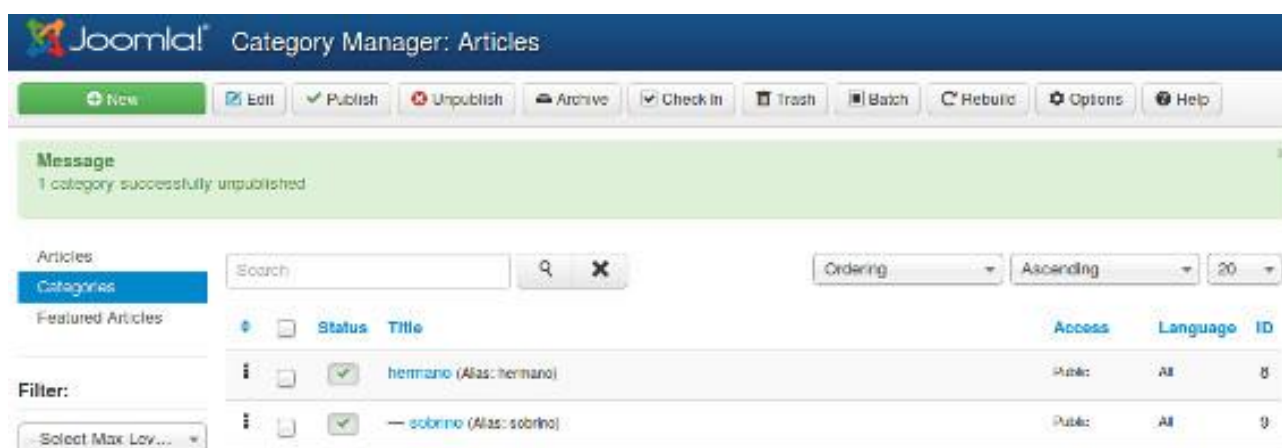 Joomla!® Category Manager: Articles
New Edit Publish Unpublish Archive Check In Trash Batch Rebuild Options Help
Message
1 category successfully unpublished
Articles
Categories
Featured Articles
Search Ordering Ascending 20
Status Title Access Language ID
hermano (Alias: hermano) Public All 8
— sobrino (Alias: sobrino) Public All 9
Filter:
- Select Max Lev...